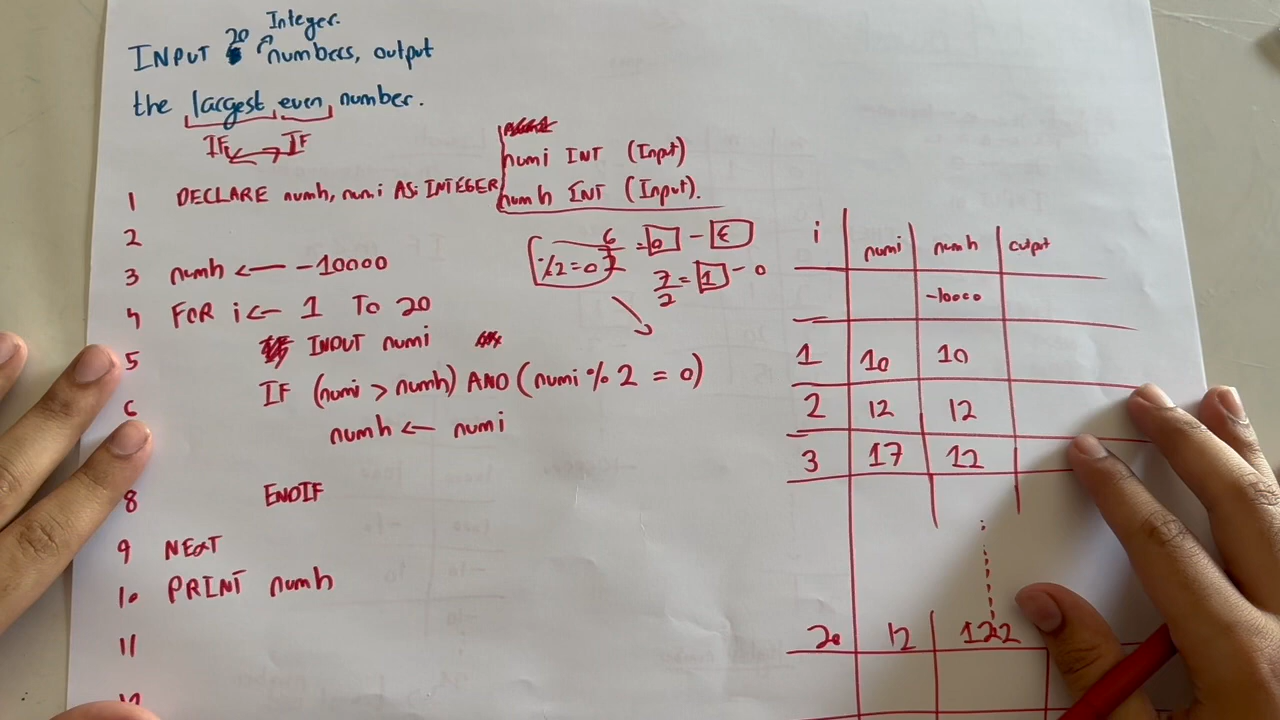 Integer.
INPUT 20 numbers, output
the largest even number.
IF IF
numi INT (Input)
numh INT (Input).
1 DECLARE numh, numi AS: INTEGER
2
3 numh ← -10000
4 FOR i ← 1 TO 20
5 INPUT numi
6 IF (numi > numh) AND (numi % 2 = 0)
numh ← numi
8 ENDIF
9 NEXT
10 PRINT numh
11
12
%2=0
6 = 0 - E
7/2 = 1 - 0
i numi numh output
-10000
1 10 10
2 12 12
3 17 12
20 12 122